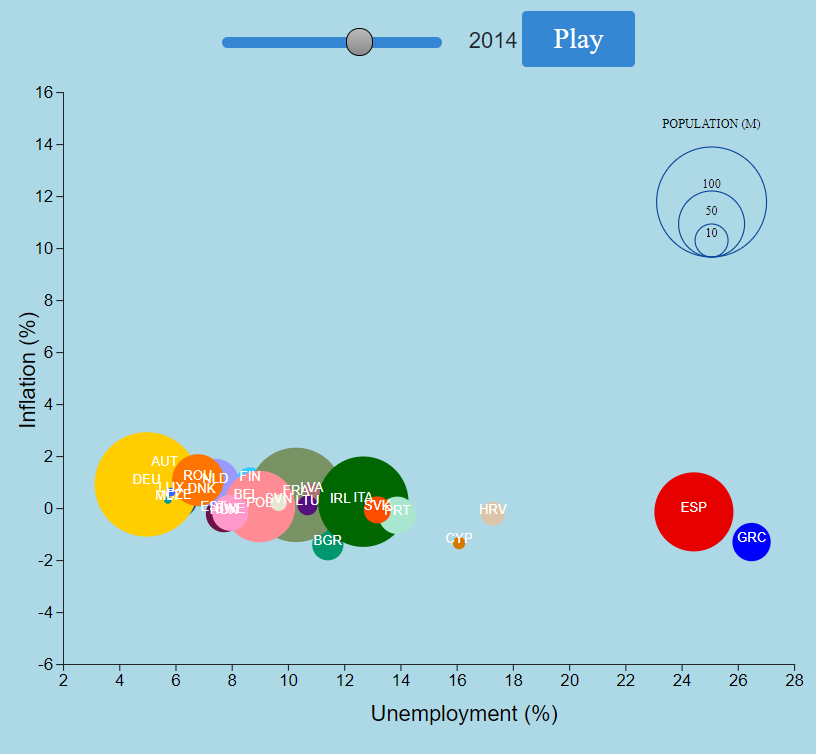 2014 Play
16
14
12
10
8
6
4
2
0
-2
-4
-6
Inflation (%)
POPULATION (M)
100
50
10
AUT
DEU
ROU
NLD
FIN
LUX
DNK
FRA
LVA
BEL
POL
SVN
LTU
IRL
ITA
SVK
PRT
HRV
ESP
BGR
CYP
GRC
2 4 6 8 10 12 14 16 18 20 22 24 26 28
Unemployment (%)